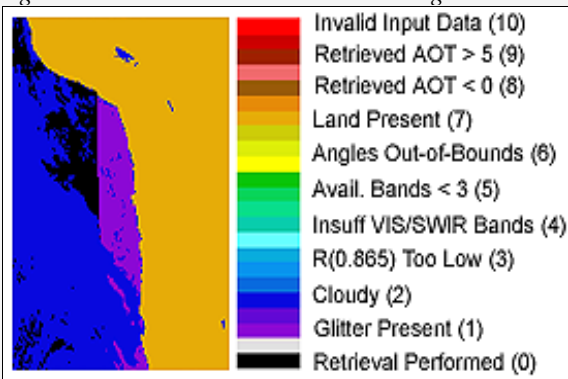 Invalid Input Data (10)
Retrieved AOT > 5 (9)
Retrieved AOT < 0 (8)
Land Present (7)
Angles Out-of-Bounds (6)
Avail. Bands < 3 (5)
Insuff VIS/SWIR Bands (4)
R(0.865) Too Low (3)
Cloudy (2)
Glitter Present (1)
Retrieval Performed (0)